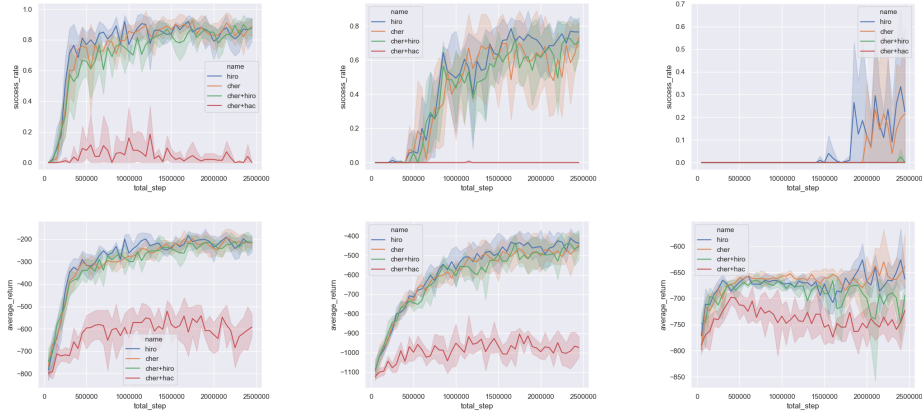 1.0
0.8
0.6
0.4
0.2
0.0
success_rate
name
hiro
cher
cher+hiro
cher+hac
0 500000 1000000 1500000 2000000 2500000
total_step
0.8
0.6
0.4
0.2
0.0
success_rate
name
hiro
cher
cher+hiro
cher+hac
0 500000 1000000 1500000 2000000 2500000
total_step
0.7
0.6
0.5
0.4
0.3
0.2
0.1
0.0
success_rate
name
hiro
cher
cher+hiro
cher+hac
0 500000 1000000 1500000 2000000 2500000
total_step
−200
−300
−400
−500
−600
−700
−800
average_return
name
hiro
cher
cher+hiro
cher+hac
0 500000 1000000 1500000 2000000 2500000
total_step
−400
−500
−600
−700
−800
−900
−1000
−1100
average_return
name
hiro
cher
cher+hiro
cher+hac
0 500000 1000000 1500000 2000000 2500000
total_step
−600
−650
−700
−750
−800
−850
average_return
name
hiro
cher
cher+hiro
cher+hac
0 500000 1000000 1500000 2000000 2500000
total_step